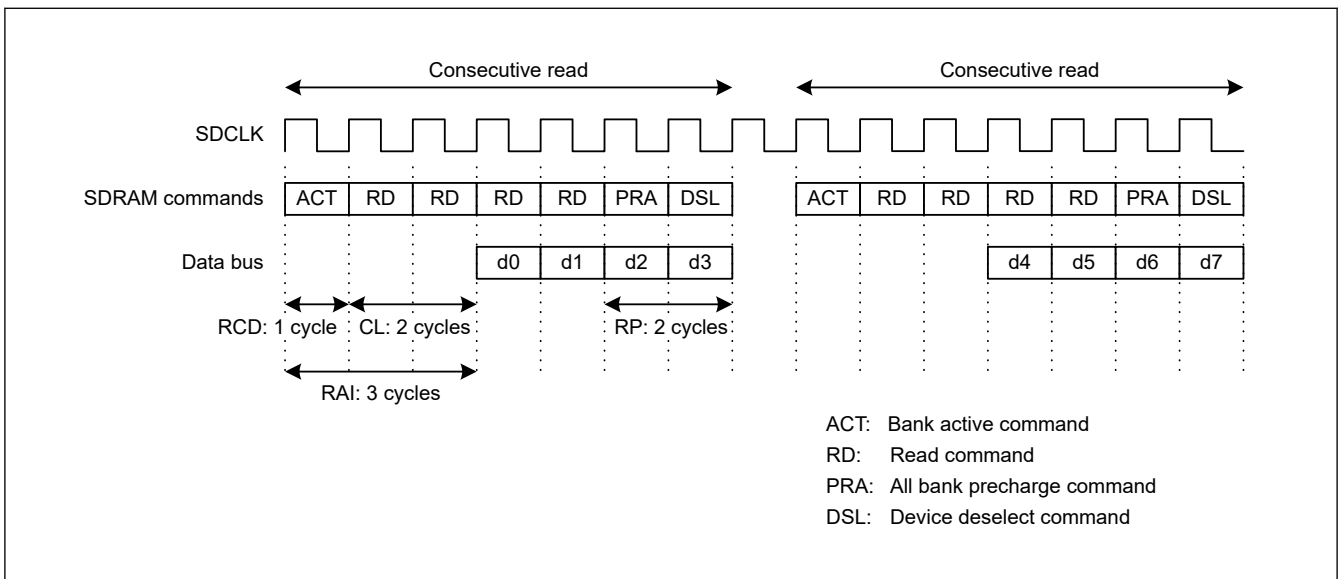 Consecutive read Consecutive read
SDCLK
SDRAM commands ACT RD RD RD RD PRA DSL ACT RD RD RD RD PRA DSL
Data bus d0 d1 d2 d3 d4 d5 d6 d7
RCD: 1 cycle CL: 2 cycles RP: 2 cycles
RAI: 3 cycles
ACT: Bank active command
RD: Read command
PRA: All bank precharge command
DSL: Device deselect command